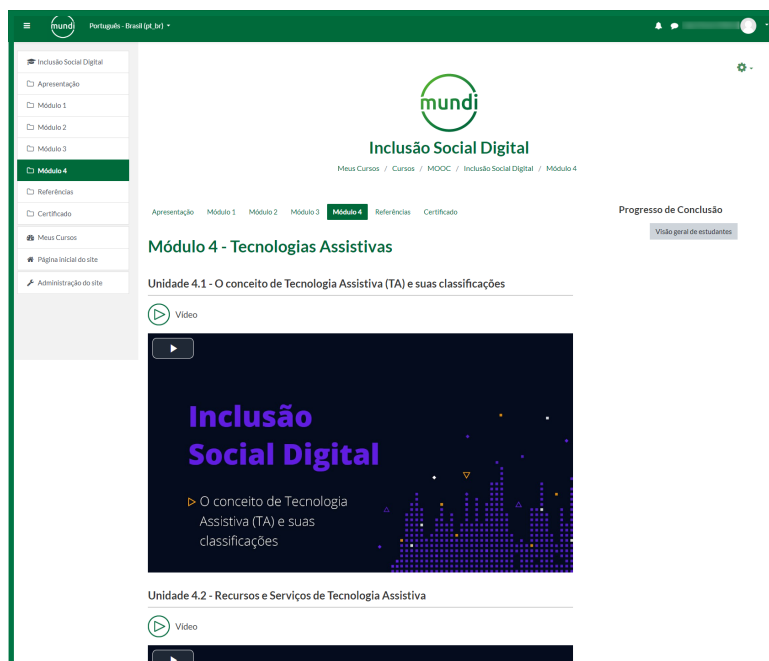 mundi
Português - Brasil (pt_br)
Inclusão Social Digital
Apresentação
Módulo 1
Módulo 2
Módulo 3
Módulo 4
Referências
Certificado
Meus Cursos
Página inicial do site
Administração do site
mundi
Inclusão Social Digital
Meus Cursos / Cursos / MOOC / Inclusão Social Digital / Módulo 4
Apresentação Módulo 1 Módulo 2 Módulo 3 Módulo 4 Referências Certificado
Módulo 4 - Tecnologias Assistivas
Unidade 4.1 - O conceito de Tecnologia Assistiva (TA) e suas classificações
Vídeo
Inclusão
Social Digital
O conceito de Tecnologia
Assistiva (TA) e suas
classificações
Unidade 4.2 - Recursos e Serviços de Tecnologia Assistiva
Vídeo
Progresso de Conclusão
Visão geral de estudantes